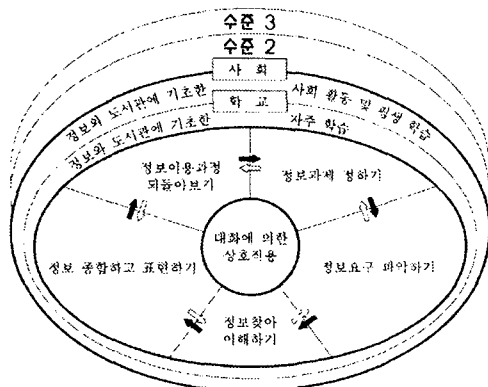 수준 3
수준 2
사 회
정보와 도서관에 기초한 사회 활동 및 평생 학습
학 교
정보와 도서관에 기초한 자주 학습
정보이용과정
되돌아보기
정보과제 정하기
대화에 의한
상호작용
정보 종합하고 표현하기
정보요구 파악하기
정보찾아
이해하기